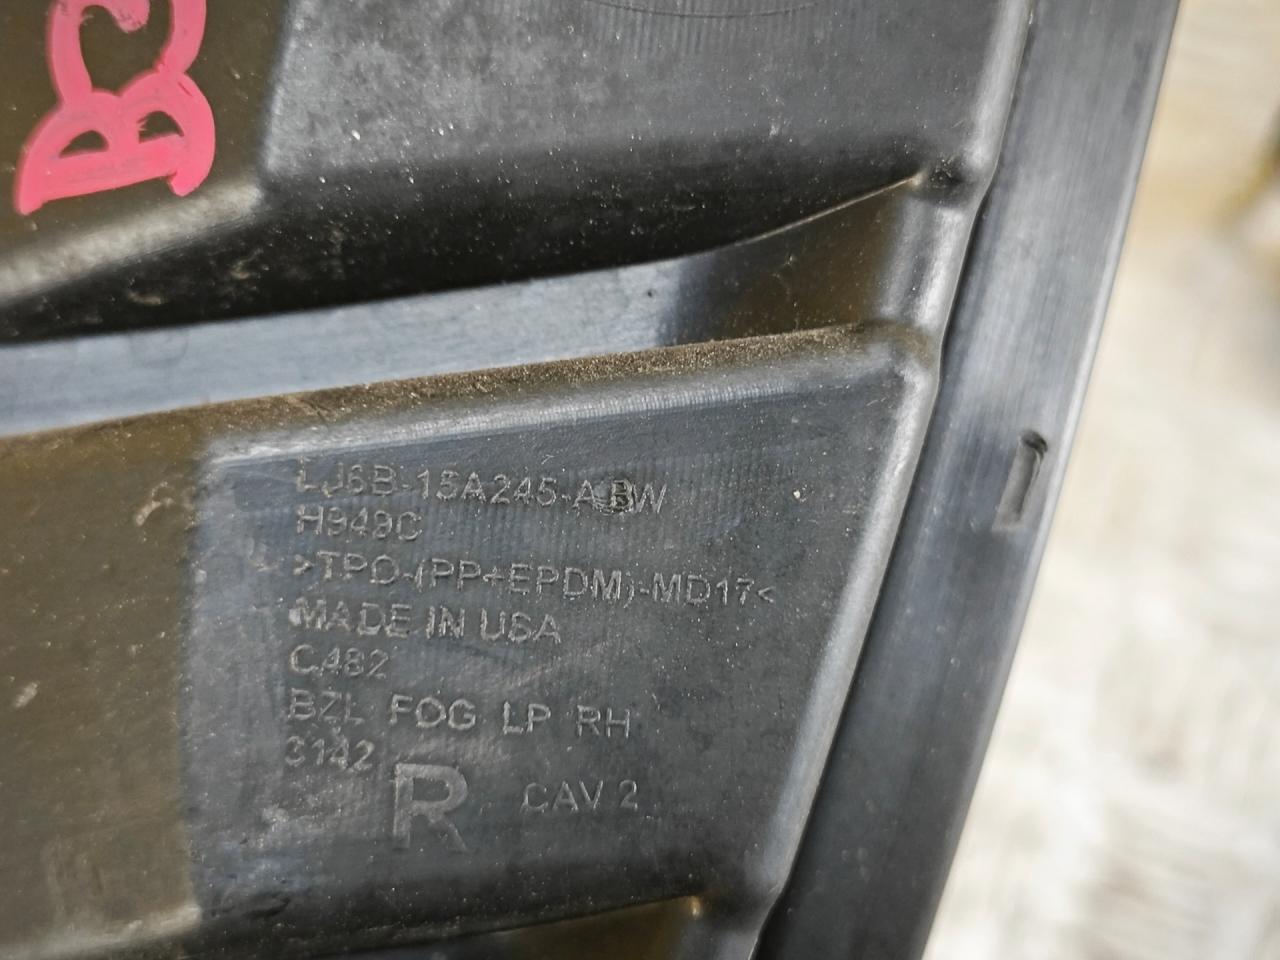 BC
LJ6B-15A245-ABW
H949C
>TPO-(PP+EPDM)-MD17<
MADE IN USA
C482
BZL FOG LP RH
3142
R CAV 2